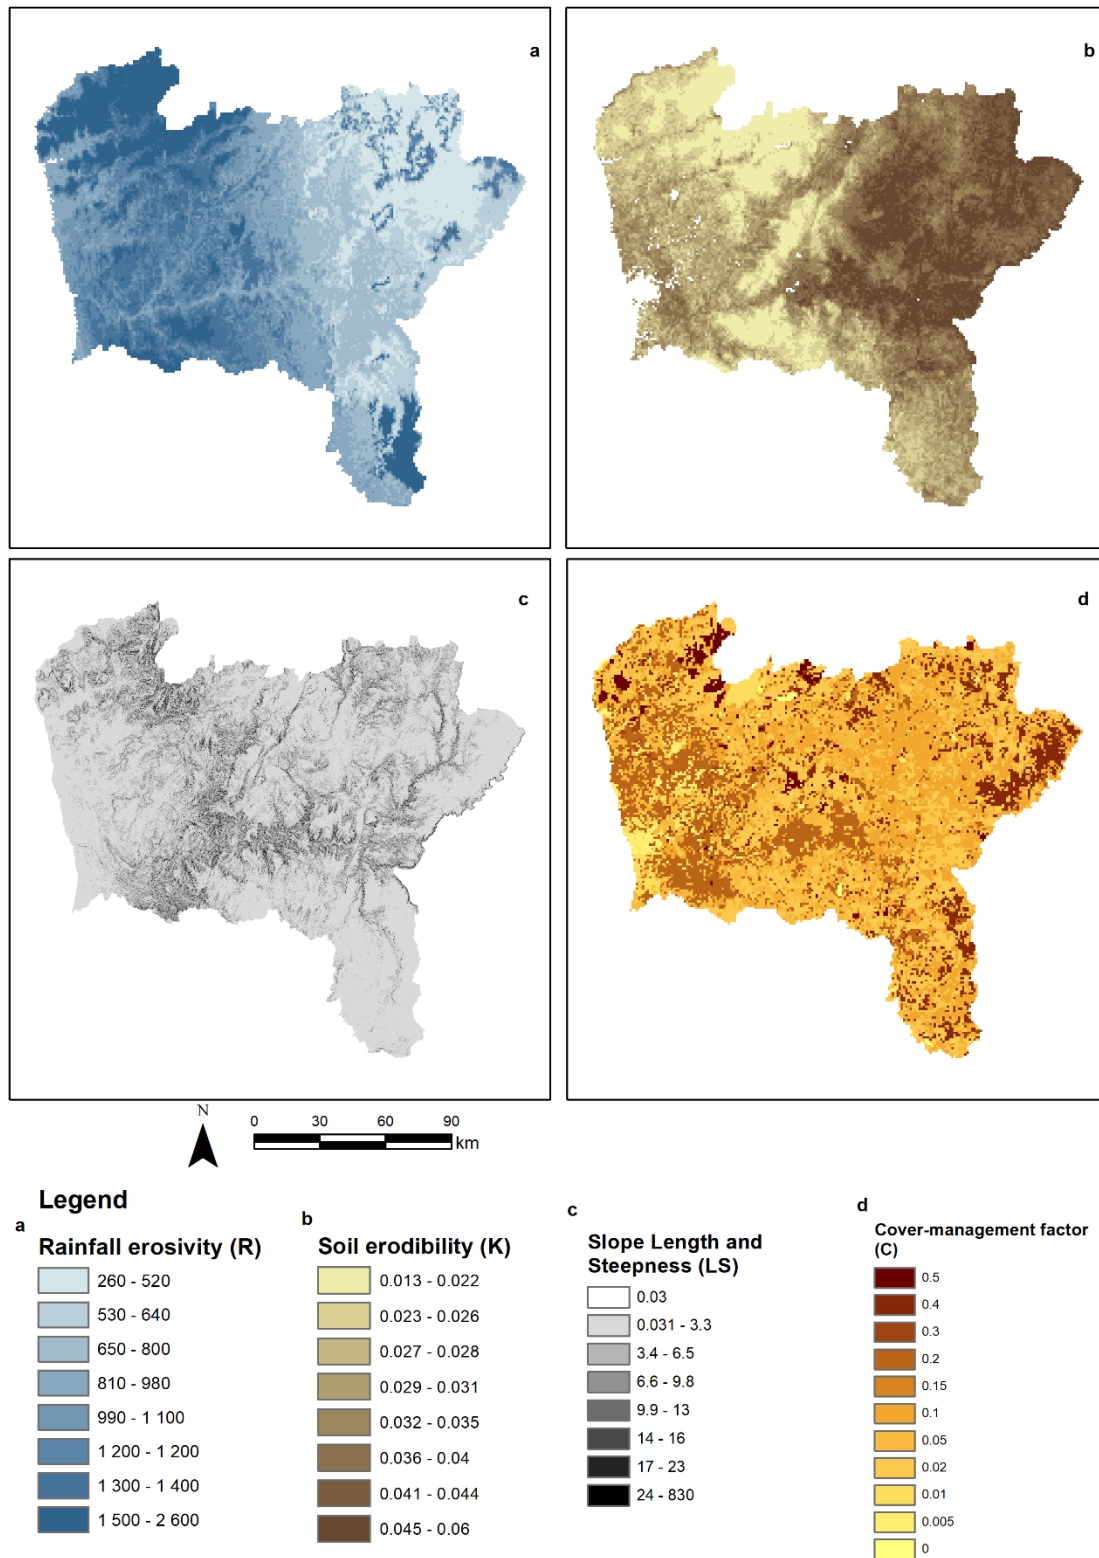 a
b
c
d
N
0 30 60 90
km
Legend
a
Rainfall erosivity (R)
260 - 520
530 - 640
650 - 800
810 - 980
990 - 1 100
1 200 - 1 200
1 300 - 1 400
1 500 - 2 600
b
Soil erodibility (K)
0.013 - 0.022
0.023 - 0.026
0.027 - 0.028
0.029 - 0.031
0.032 - 0.035
0.036 - 0.04
0.041 - 0.044
0.045 - 0.06
c
Slope Length and
Steepness (LS)
0.03
0.031 - 3.3
3.4 - 6.5
6.6 - 9.8
9.9 - 13
14 - 16
17 - 23
24 - 830
d
Cover-management factor
(C)
0.5
0.4
0.3
0.2
0.15
0.1
0.05
0.02
0.01
0.005
0